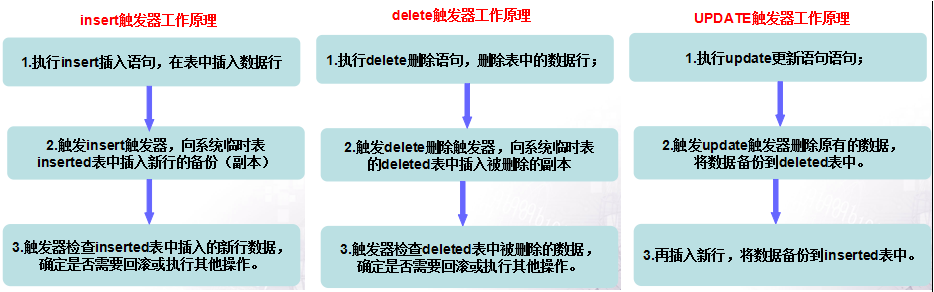 insert触发器工作原理
1.执行insert插入语句，在表中插入数据行
2.触发insert触发器，向系统临时表
inserted表中插入新行的备份（副本）
3.触发器检查inserted表中插入的新行数据，
确定是否需要回滚或执行其他操作。
delete触发器工作原理
1.执行delete删除语句，删除表中的数据行；
2.触发delete删除触发器，向系统临时表
的deleted表中插入被删除的副本
3.触发器检查deleted表中被删除的数据，
确定是否需要回滚或执行其他操作。
UPDATE触发器工作原理
1.执行update更新语句语句；
2.触发update触发器删除原有的数据，
将数据备份到deleted表中。
3.再插入新行，将数据备份到inserted表中。